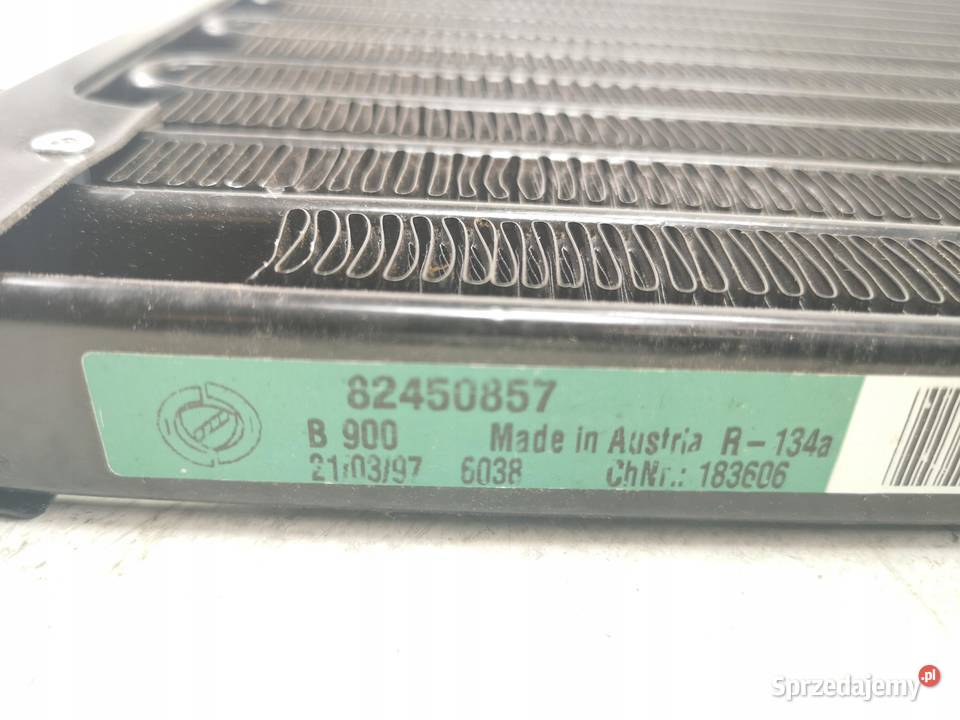 82450857
B 900 Made in Austria R-134a
21/03/97 6038 ChNr.: 183606
Sprzedajemy.pl